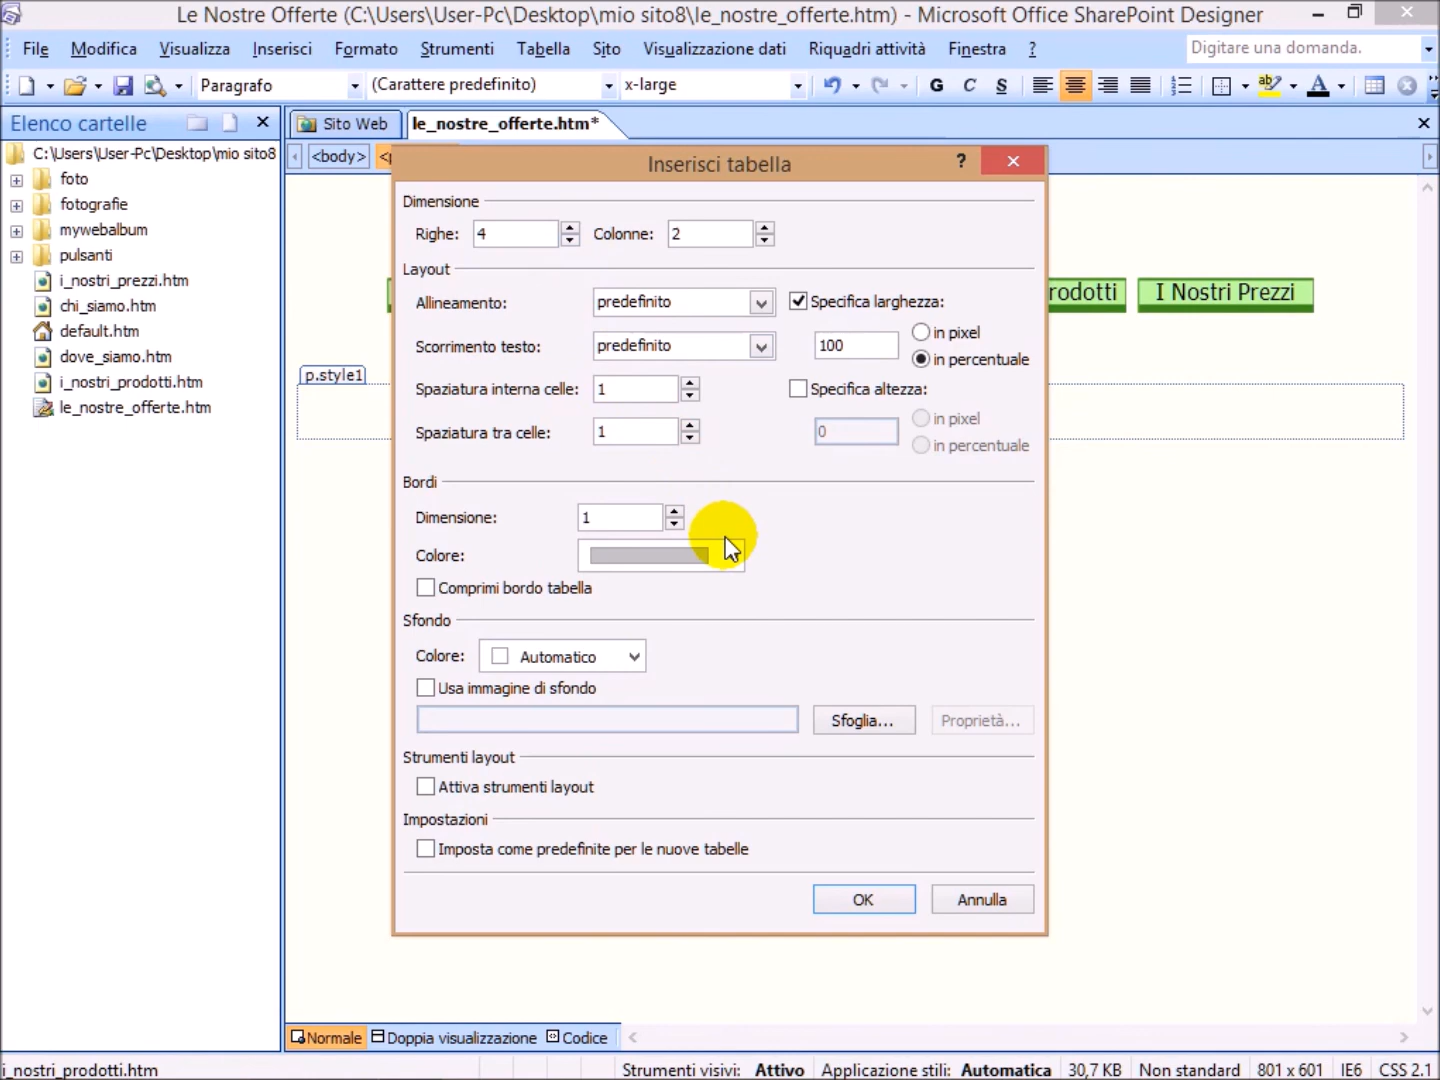 Le Nostre Offerte (C:\Users\User-Pc\Desktop\mio sito8\le_nostre_offerte.htm) - Microsoft Office SharePoint Designer
File Modifica Visualizza Inserisci Formato Strumenti Tabella Sito Visualizzazione dati Riquadri attività Finestra ? Digitare una domanda.
Paragrafo (Carattere predefinito) x-large G C S A
Elenco cartelle
Sito Web le_nostre_offerte.htm*
C:\Users\User-Pc\Desktop\mio sito8
<body> <p
foto
fotografie
mywebalbum
pulsanti
i_nostri_prezzi.htm
chi_siamo.htm
default.htm
dove_siamo.htm
i_nostri_prodotti.htm
le_nostre_offerte.htm
rodotti I Nostri Prezzi
p.style1
Inserisci tabella ?
Dimensione
Righe: 4 Colonne: 2
Layout
Allineamento: predefinito Specifica larghezza:
in pixel
Scorrimento testo: predefinito 100
in percentuale
Spaziatura interna celle: 1 Specifica altezza:
in pixel
Spaziatura tra celle: 1 0
in percentuale
Bordi
Dimensione: 1
Colore:
Comprimi bordo tabella
Sfondo
Colore: Automatico
Usa immagine di sfondo
Sfoglia... Proprietà...
Strumenti layout
Attiva strumenti layout
Impostazioni
Imposta come predefinite per le nuove tabelle
OK Annulla
Normale Doppia visualizzazione Codice
i_nostri_prodotti.htm Strumenti visivi: Attivo Applicazione stili: Automatica 30,7 KB Non standard 801 x 601 IE6 CSS 2.1